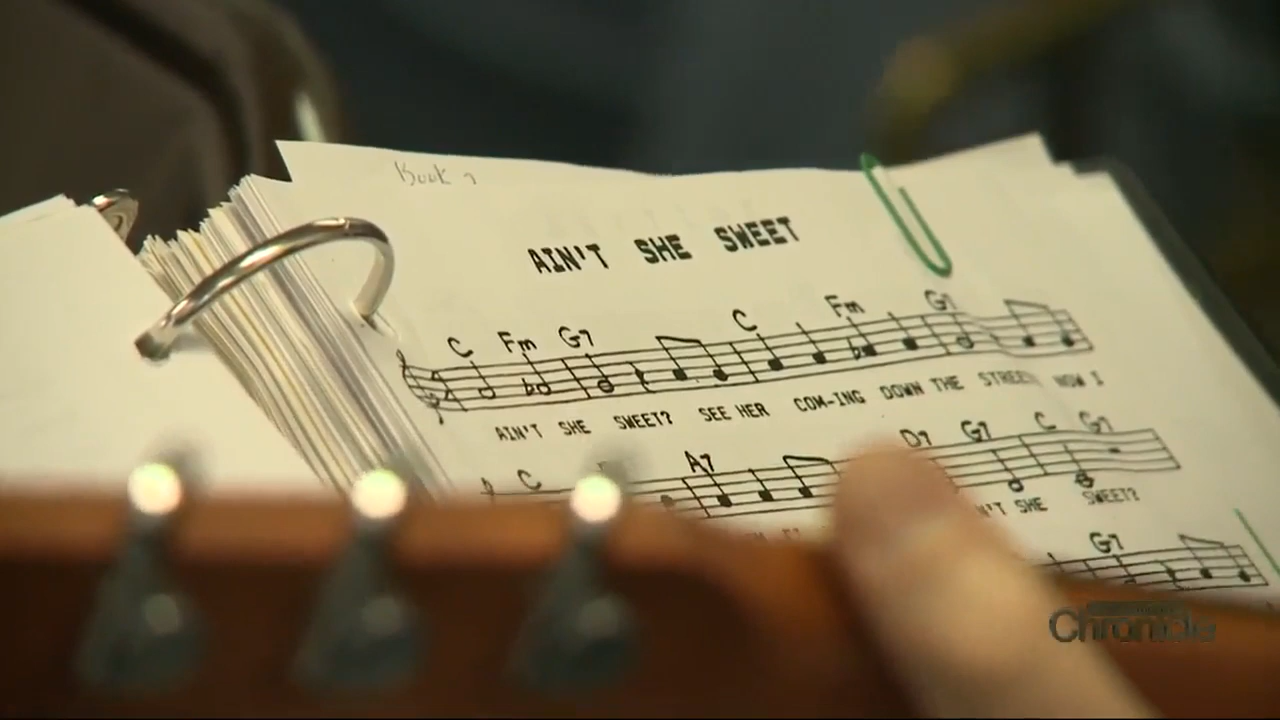 Book
AIN'T SHE SWEET
C Fm G7 C Fm G7
AIN'T SHE SWEET? SEE HER COM-ING DOWN THE STREET NOW I
C A7 D7 G7 C G7
N'T SHE SWEET?
G7
Chronicle